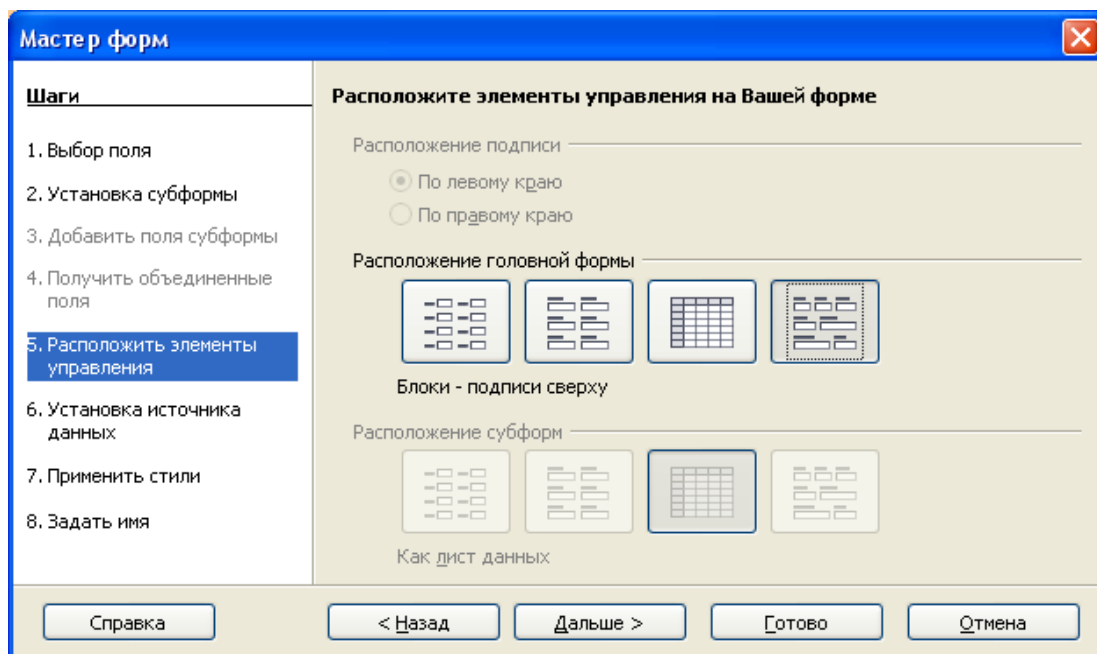 Мастер форм
Шаги
1. Выбор поля
2. Установка субформы
3. Добавить поля субформы
4. Получить объединенные
поля
5. Расположить элементы
управления
6. Установка источника
данных
7. Применить стили
8. Задать имя
Расположите элементы управления на Вашей форме
Расположение подписи
По левому краю
По правому краю
Расположение головной формы
Блоки - подписи сверху
Расположение субформ
Как лист данных
Справка
< Назад
Дальше >
Готово
Отмена